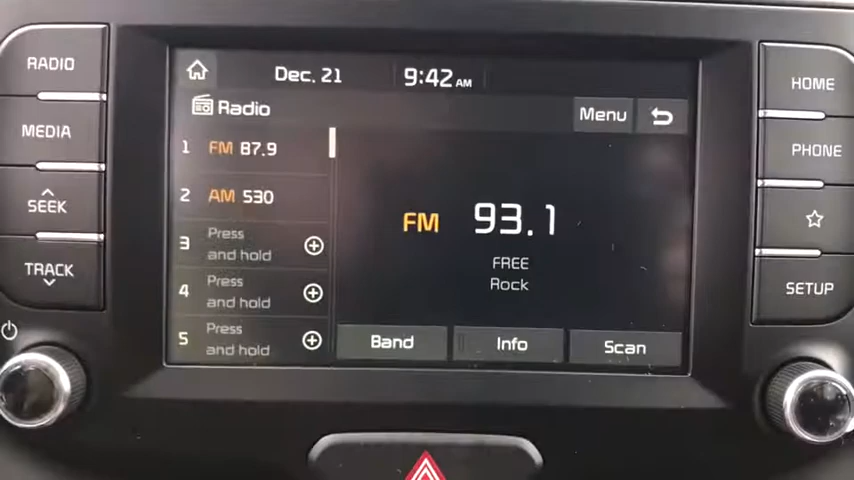 RADIO
MEDIA
SEEK
TRACK
Dec. 21
9:42 AM
Radio
Menu
1 FM 87.9
2 AM 530
3 Press
and hold
4 Press
and hold
5 Press
and hold
FM 93.1
FREE
Rock
Band
Info
Scan
HOME
PHONE
SETUP